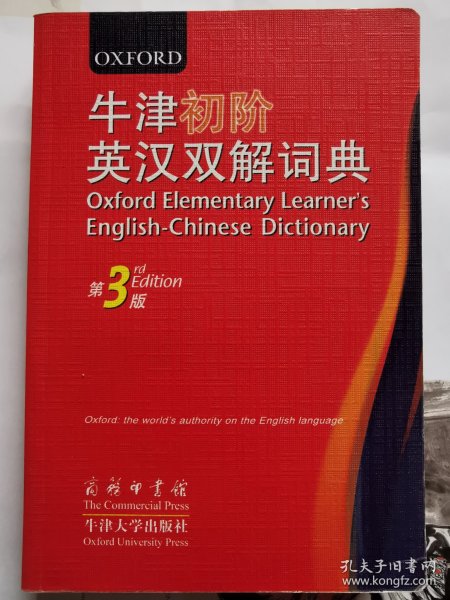 OXFORD
牛津初阶
英汉双解词典
Oxford Elementary Learner's
English-Chinese Dictionary
第3rd Edition版
Oxford: the world's authority on the English language
商務印書館
The Commercial Press
牛津大学出版社
Oxford University Press
孔夫子旧书网
www.kongfz.com